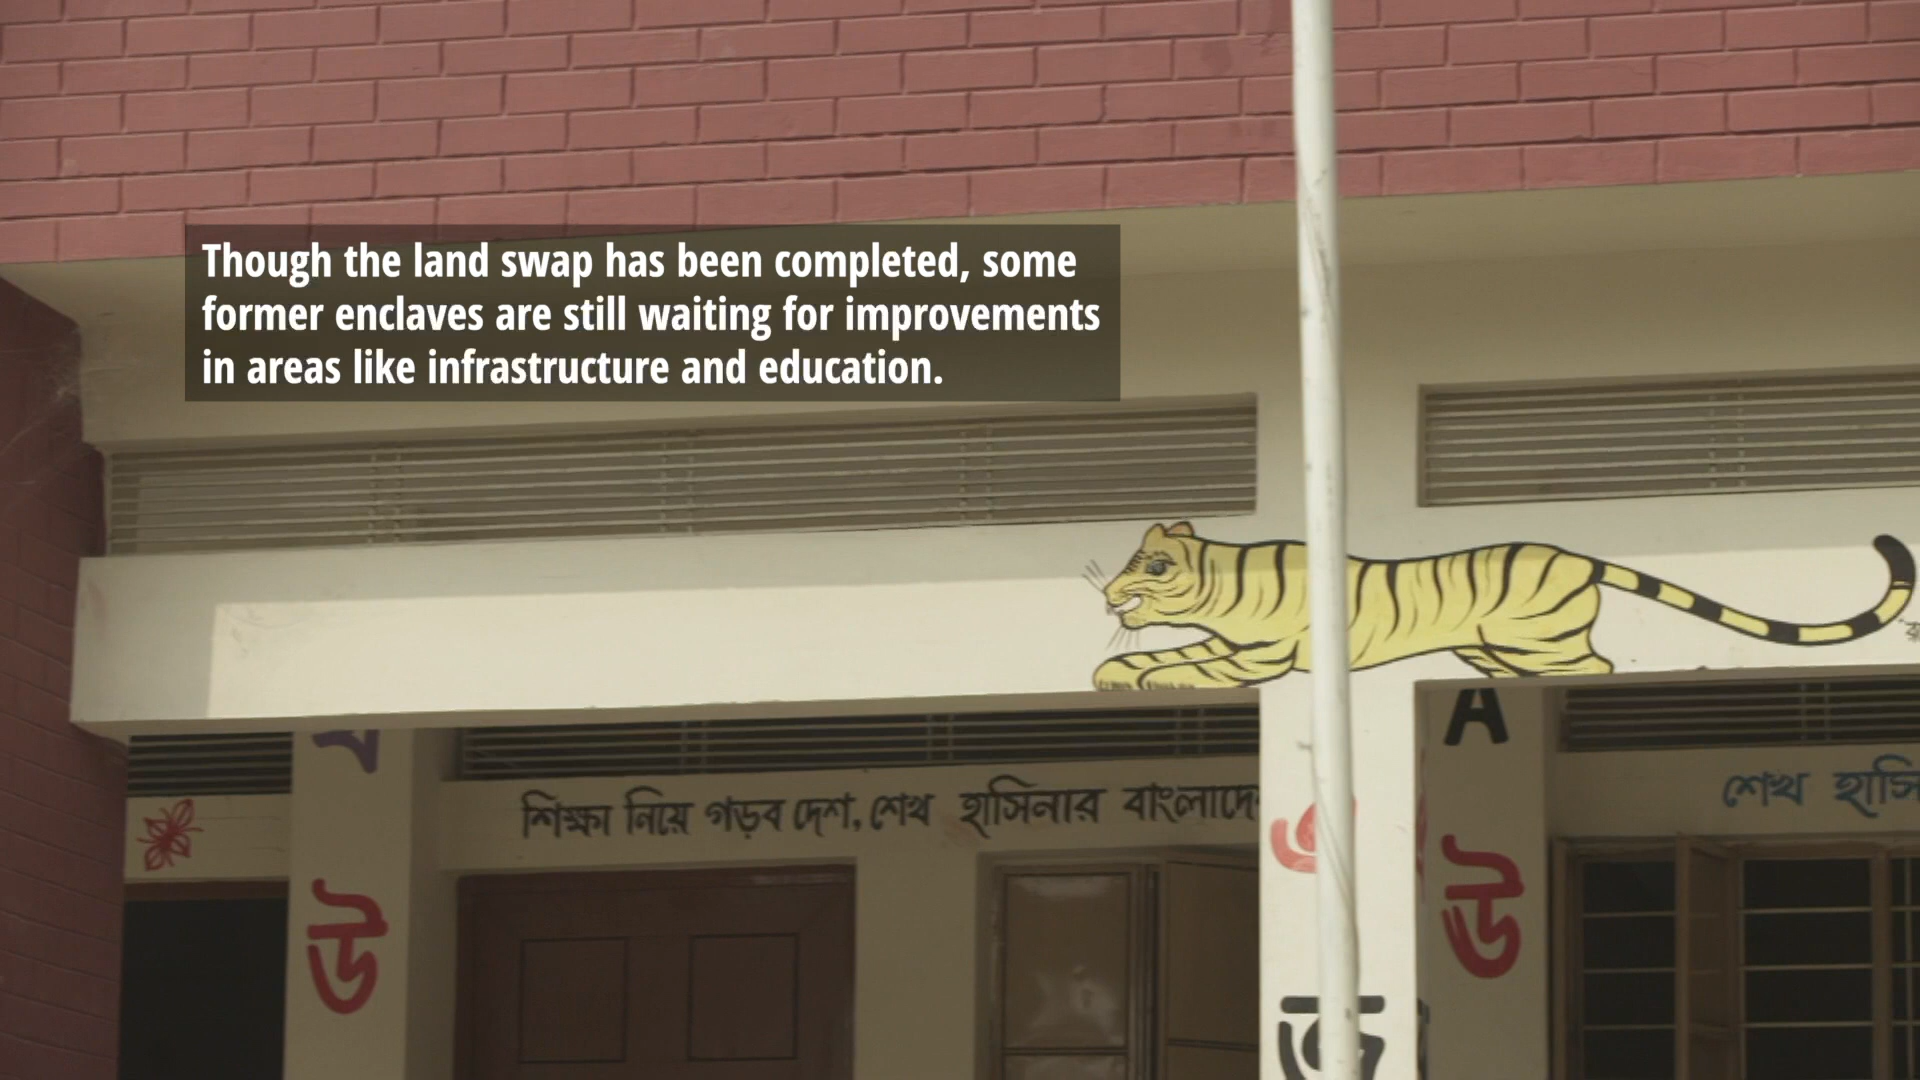 Though the land swap has been completed, some
former enclaves are still waiting for improvements
in areas like infrastructure and education.
A
শিক্ষা নিয়ে গড়ব দেশ, শেখ হাসিনার
শেখ
উ
উ
জ